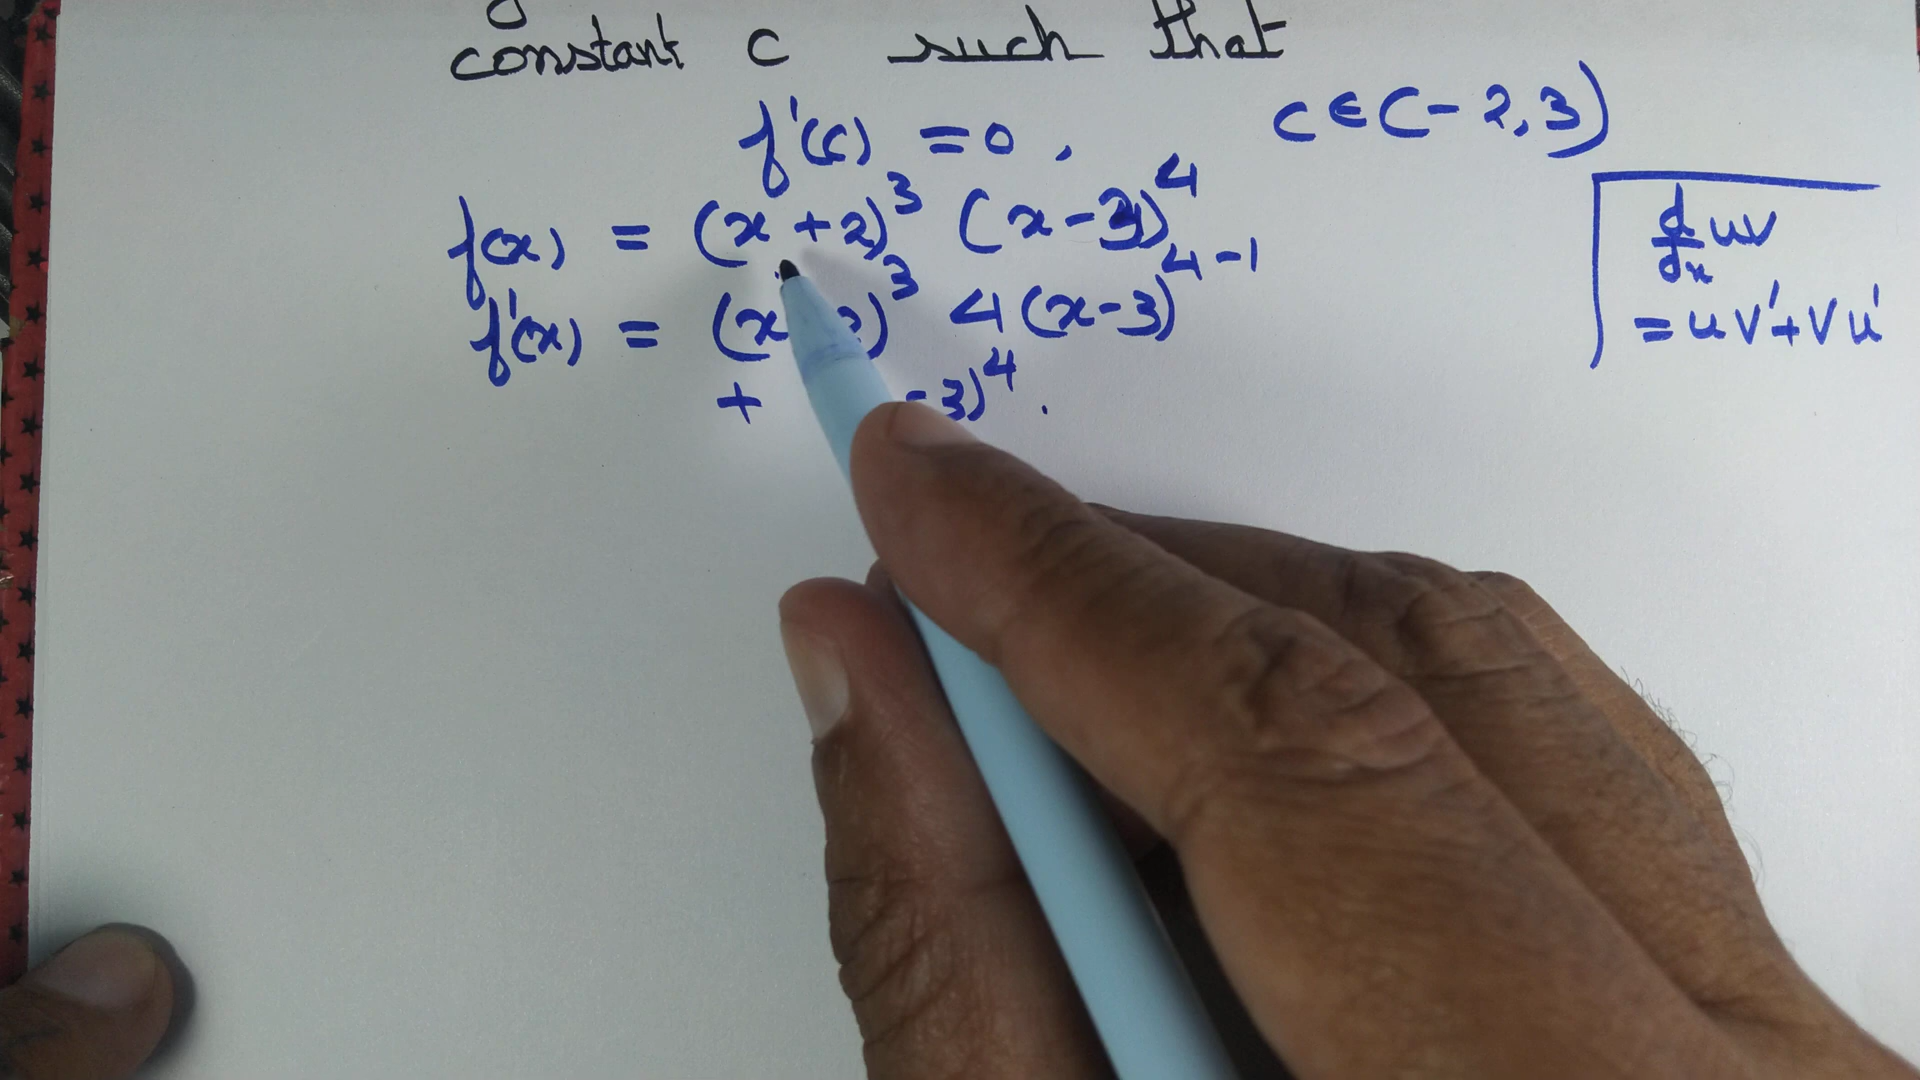 constant c such that
f'(c) = 0 , c ∈ (-2,3)
f(x) = (x+2)³ (x-3)⁴
f'(x) = (x 2)³ 4(x-3)⁴⁻¹
+ -3)⁴ .
d/dx uv
= uv' + vu'